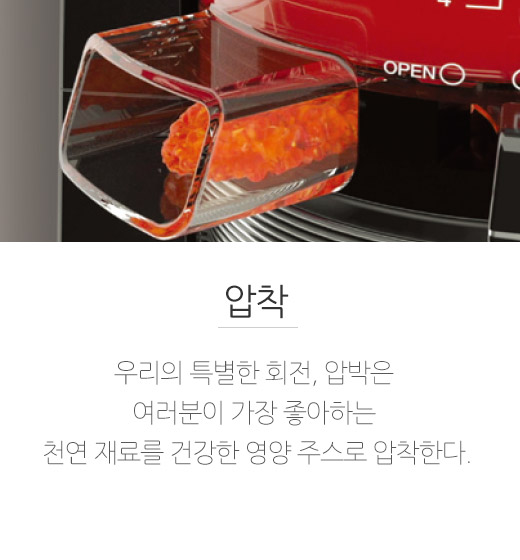 4
OPEN
압착
우리의 특별한 회전, 압박은
여러분이 가장 좋아하는
천연 재료를 건강한 영양 주스로 압착한다.